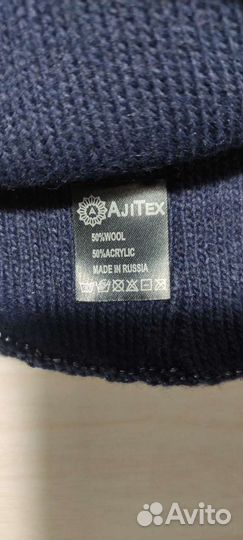 A AJITEX
50%WOOL
50%ACRYLIC
MADE IN RUSSIA
Avito